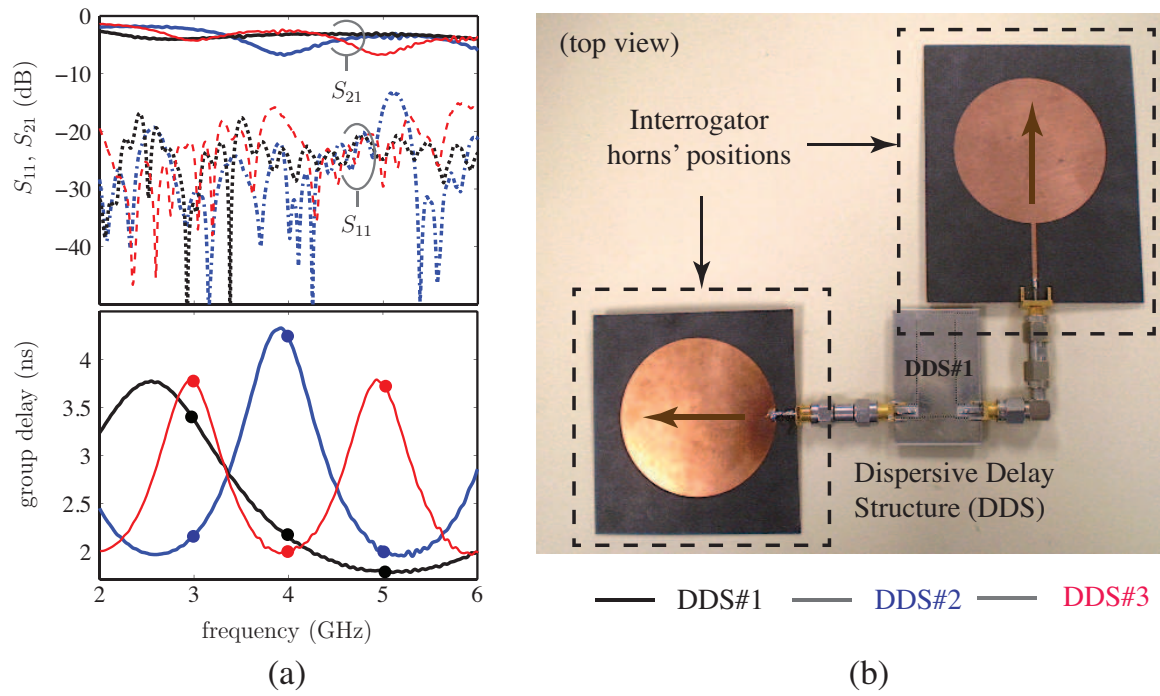 0
−10
−20
−30
−40
S11, S21 (dB)
S21
S11
4
3.5
3
2.5
2
group delay (ns)
2 3 4 5 6
frequency (GHz)
(a)
(top view)
Interrogator
horns' positions
DDS#1
Dispersive Delay
Structure (DDS)
DDS#1 DDS#2 DDS#3
(b)